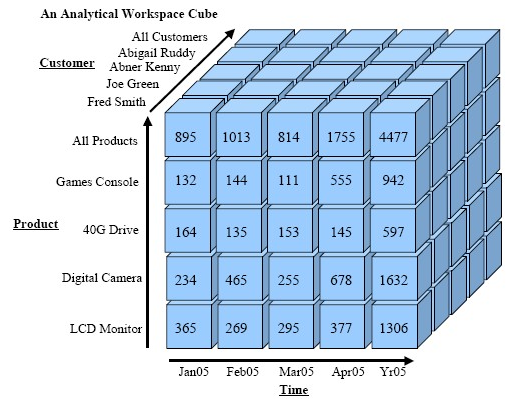 An Analytical Workspace Cube
All Customers
Abigail Ruddy
Customer
Abner Kenny
Joe Green
Fred Smith
All Products 895 1013 814 1755 4477
Games Console 132 144 111 555 942
Product 40G Drive 164 135 153 145 597
Digital Camera 234 465 255 678 1632
LCD Monitor 365 269 295 377 1306
Jan05 Feb05 Mar05 Apr05 Yr05
Time